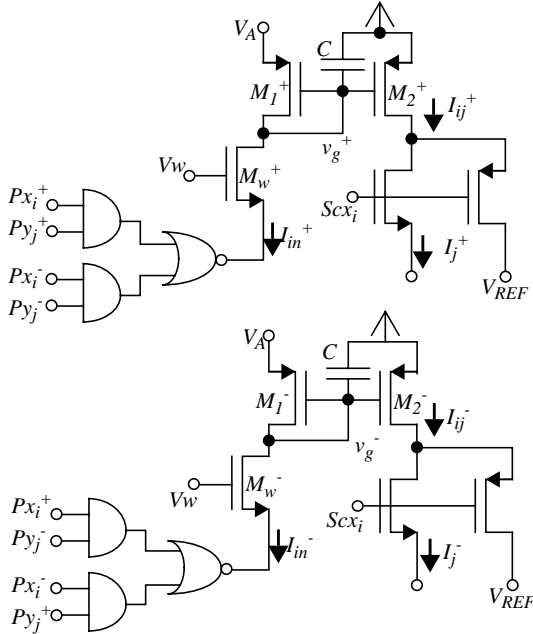 V_A
C
M_1^+
M_2^+
I_ij^+
v_g^+
Vw
M_w^+
Px_i^+
Scx_i
Py_j^+
I_in^+
I_j^+
Px_i^-
Py_j^-
V_REF
V_A
C
M_1^-
M_2^-
I_ij^-
v_g^-
Vw
M_w^-
Px_i^+
Scx_i
Py_j^-
I_in^-
I_j^-
Px_i^-
Py_j^+
V_REF